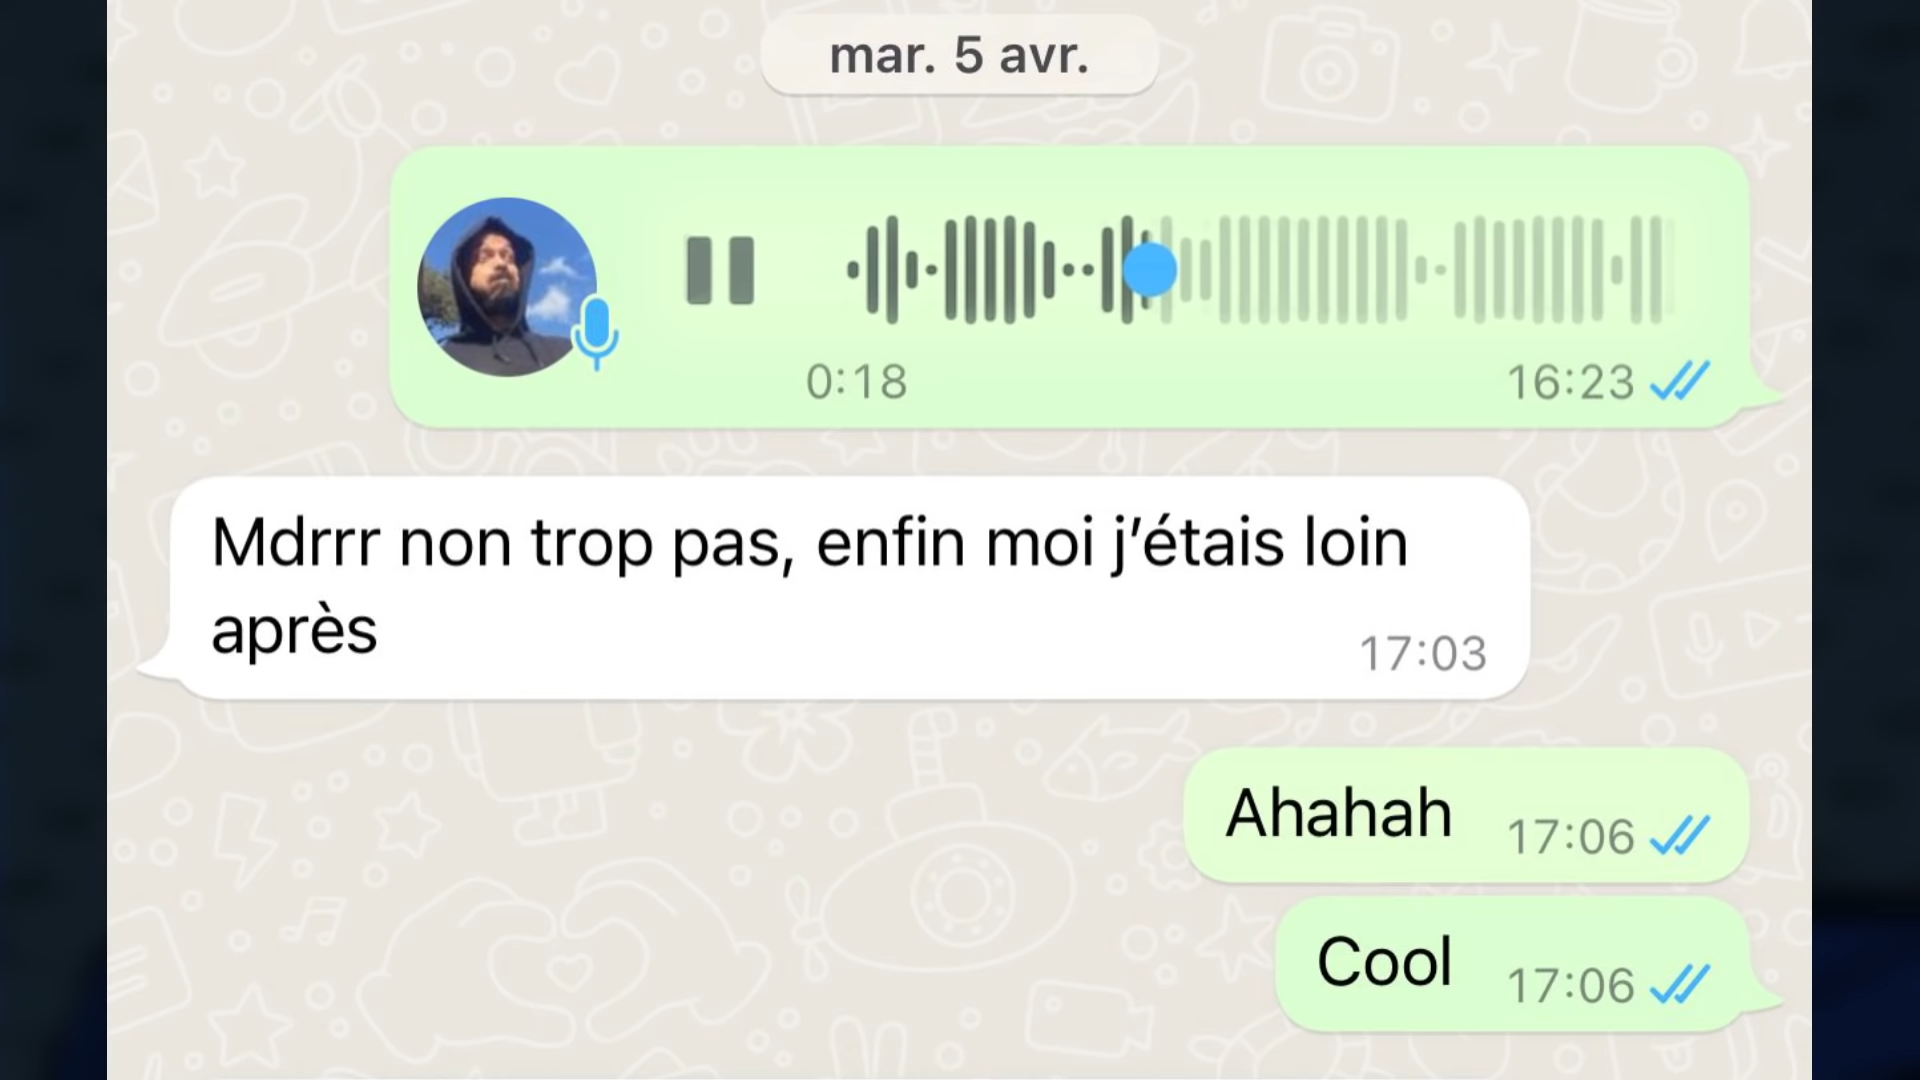 mar. 5 avr.
0:18
16:23
Mdrrr non trop pas, enfin moi j’étais loin
après
17:03
Ahahah
17:06
Cool
17:06